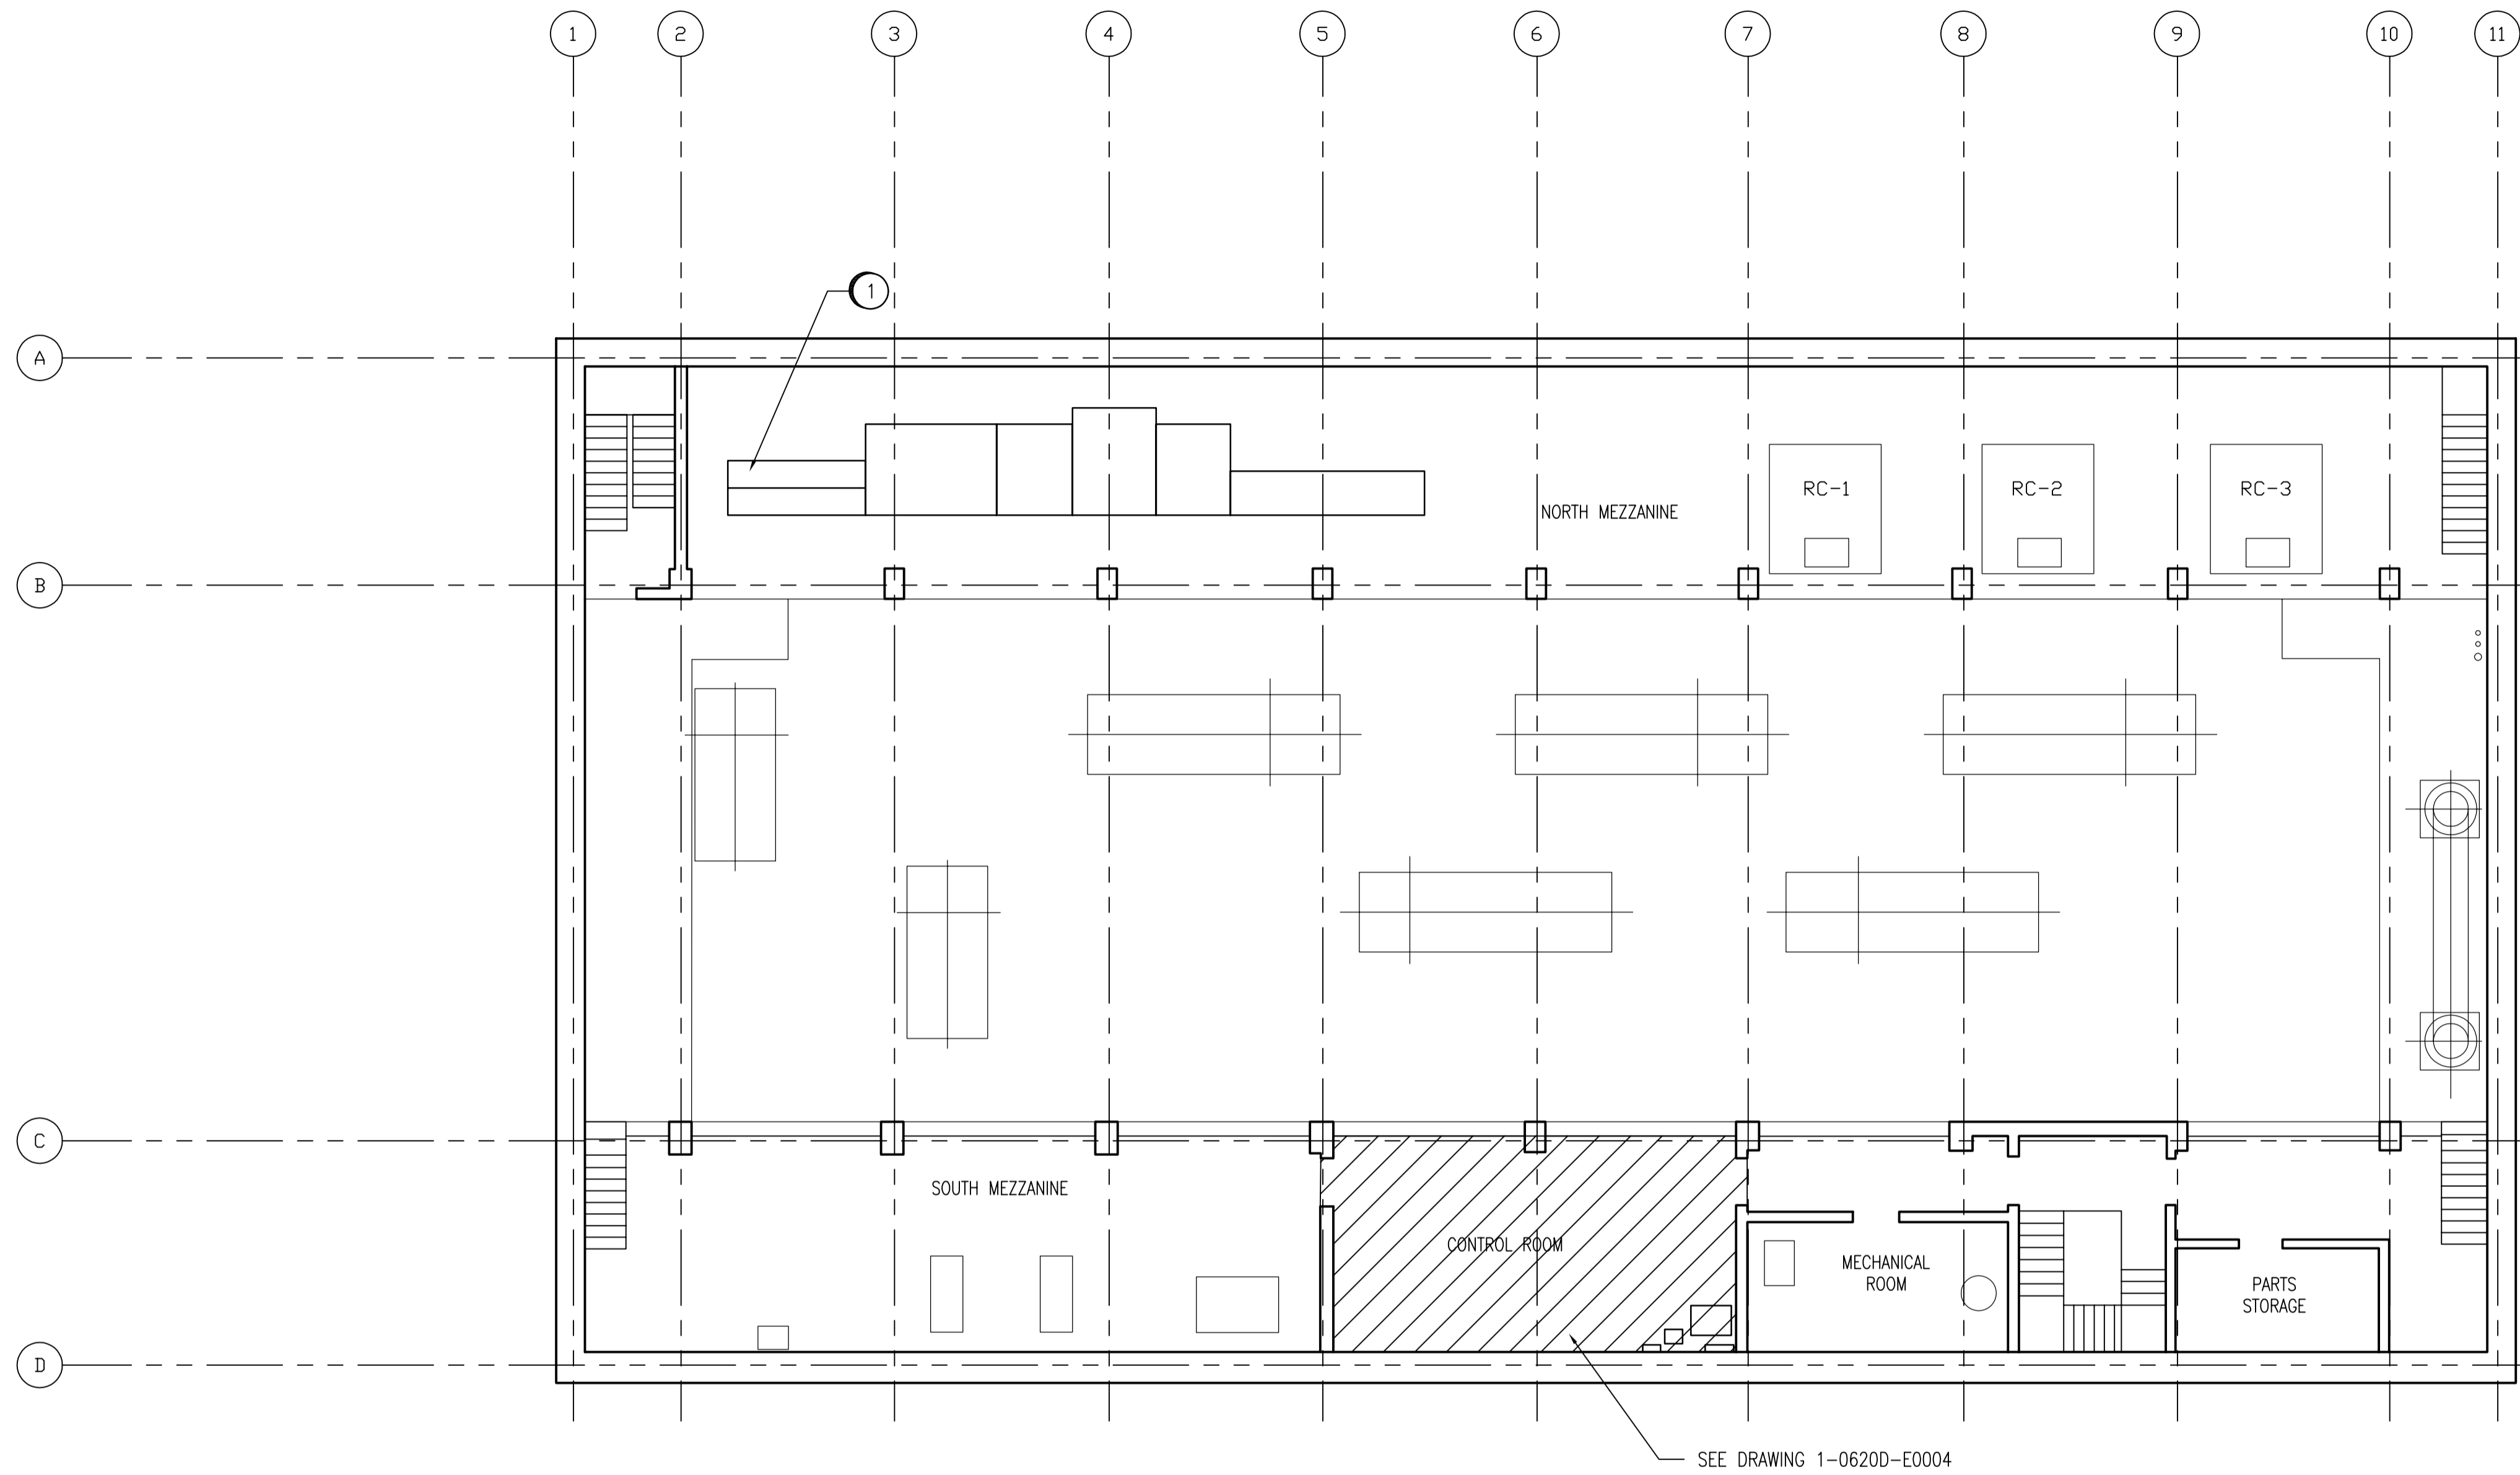 1 2 3 4 5 6 7 8 9 10 11
1
A
RC-1 RC-2 RC-3
NORTH MEZZANINE
B
C
SOUTH MEZZANINE
CONTROL ROOM
MECHANICAL
ROOM
PARTS
STORAGE
D
SEE DRAWING 1-0620D-E0004